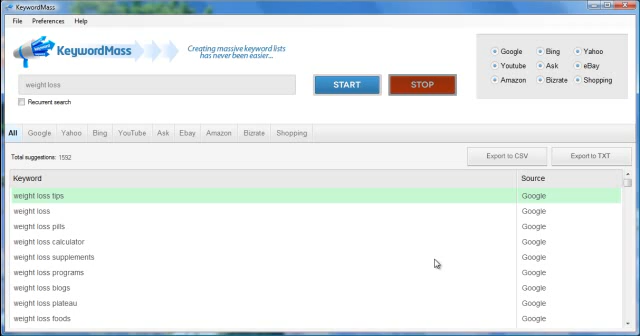 KeywordMass
File Preferences Help
KeywordMass
Creating massive keyword lists
has never been easier...
weight loss
START
STOP
Recurrent search
Google Bing Yahoo
Youtube Ask eBay
Amazon Bizrate Shopping
All Google Yahoo Bing YouTube Ask Ebay Amazon Bizrate Shopping
Total suggestions: 1592
Export to CSV
Export to TXT
Keyword Source
weight loss tips Google
weight loss Google
weight loss pills Google
weight loss calculator Google
weight loss supplements Google
weight loss programs Google
weight loss blogs Google
weight loss plateau Google
weight loss foods Google